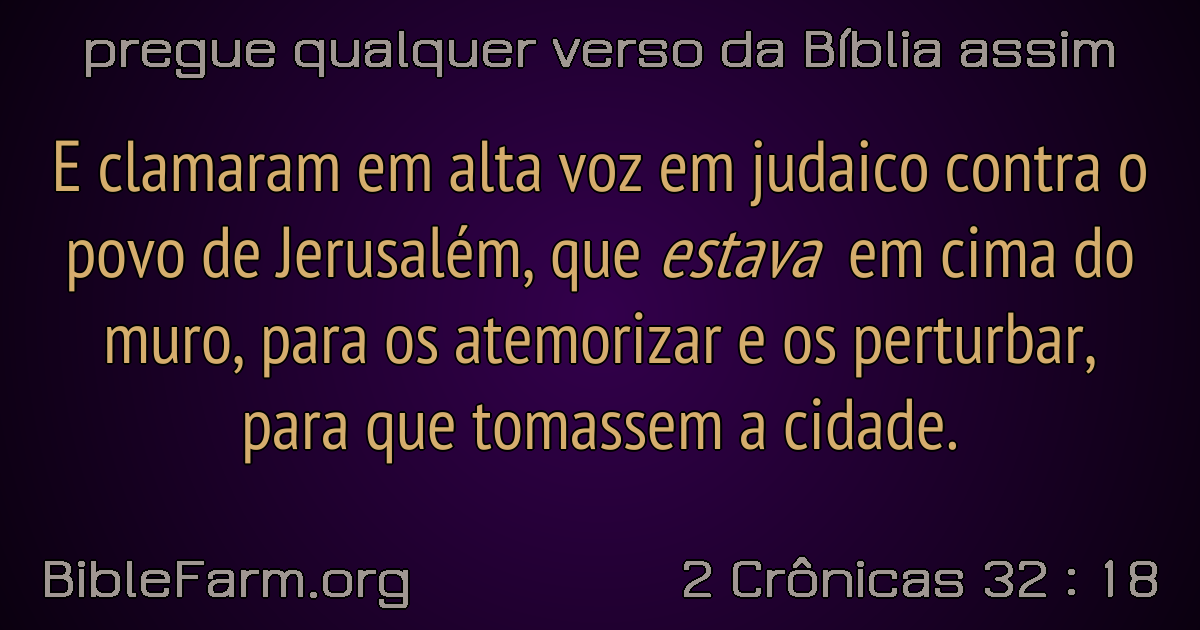 pregue qualquer verso da Bíblia assim
E clamaram em alta voz em judaico contra o
povo de Jerusalém, que estava em cima do
muro, para os atemorizar e os perturbar,
para que tomassem a cidade.
BibleFarm.org
2 Crônicas 32 : 18